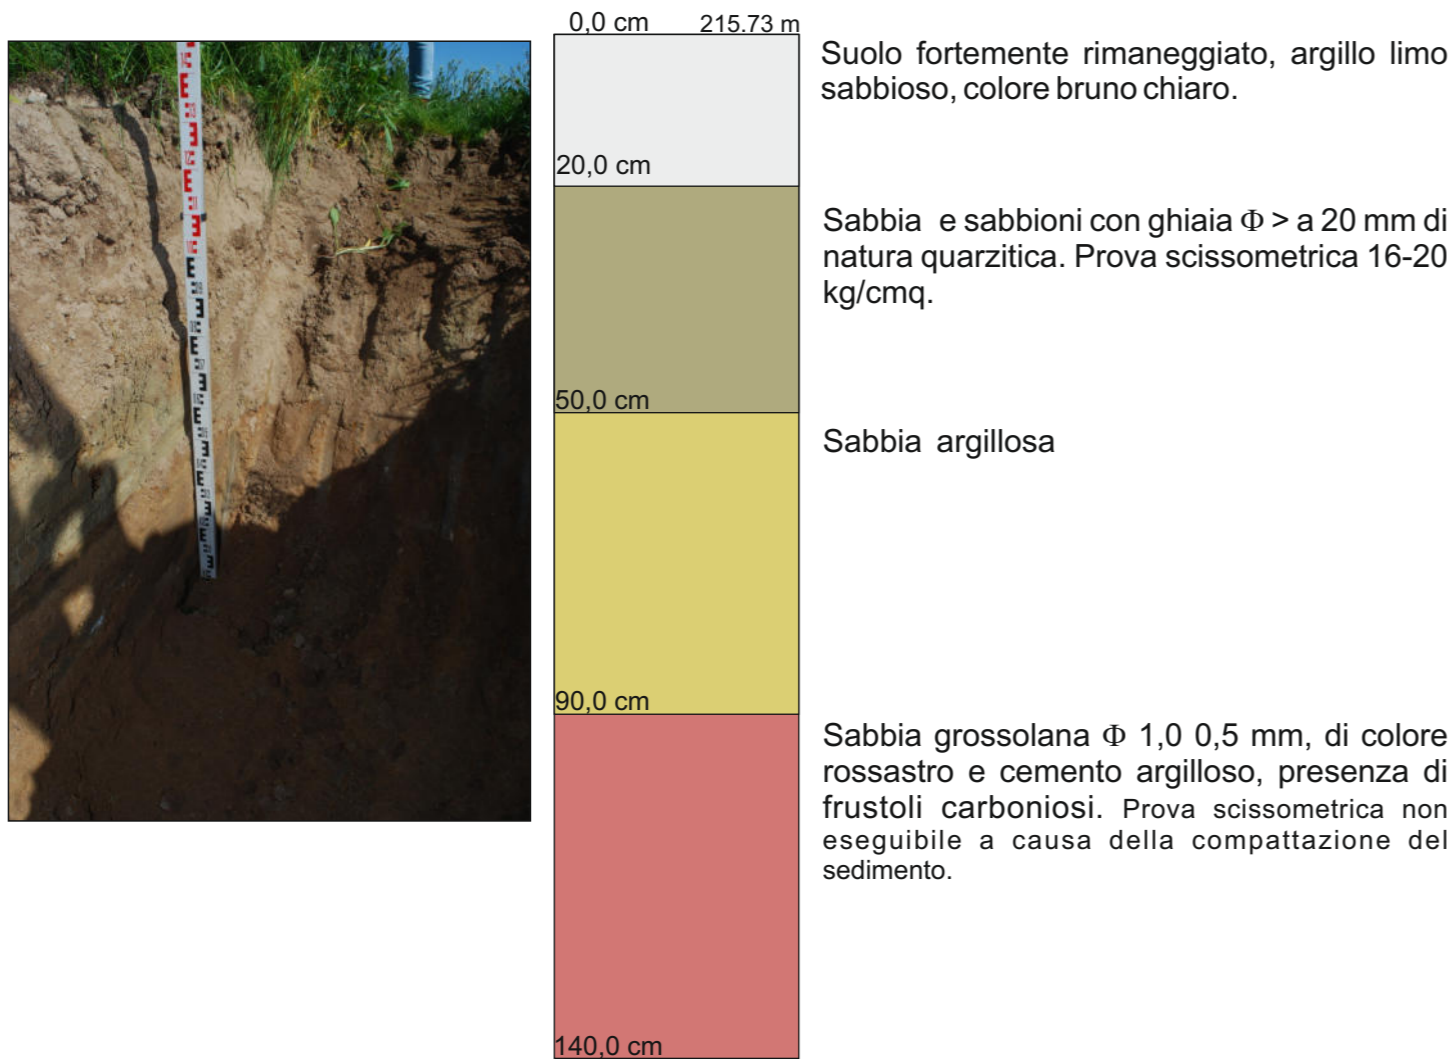 0,0 cm 215.73 m
Suolo fortemente rimaneggiato, argillo limo
sabbioso, colore bruno chiaro.
20,0 cm
Sabbia e sabbioni con ghiaia Φ > a 20 mm di
natura quarzitica. Prova scissometrica 16-20
kg/cmq.
50,0 cm
Sabbia argillosa
90,0 cm
Sabbia grossolana Φ 1,0 0,5 mm, di colore
rossastro e cemento argilloso, presenza di
frustoli carboniosi. Prova scissometrica non
eseguibile a causa della compattazione del
sedimento.
140,0 cm